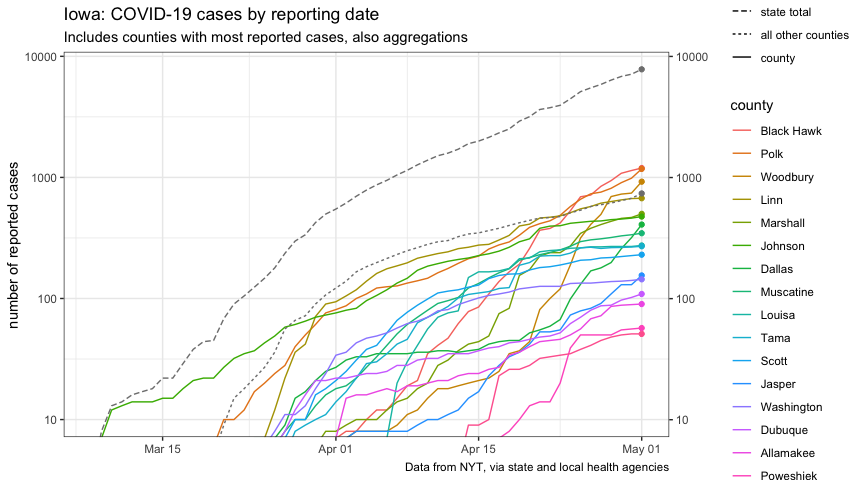 Iowa: COVID-19 cases by reporting date
Includes counties with most reported cases, also aggregations
number of reported cases
10000
1000
100
10
10000
1000
100
10
Mar 15
Apr 01
Apr 15
May 01
Data from NYT, via state and local health agencies
state total
all other counties
county
county
Black Hawk
Polk
Woodbury
Linn
Marshall
Johnson
Dallas
Muscatine
Louisa
Tama
Scott
Jasper
Washington
Dubuque
Allamakee
Poweshiek